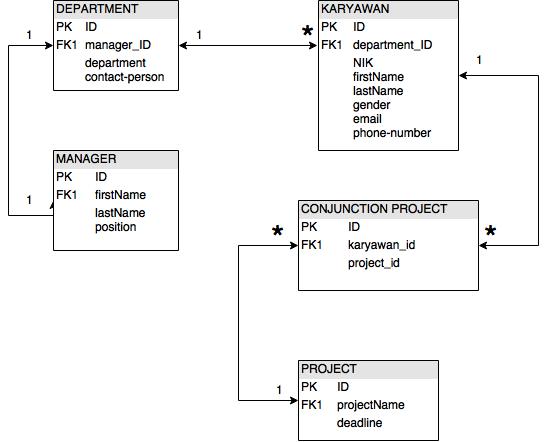 DEPARTMENT
PK ID
FK1 manager_ID
department
contact-person
1
1
*
KARYAWAN
PK ID
FK1 department_ID
NIK
firstName
lastName
gender
email
phone-number
1
MANAGER
PK ID
FK1 firstName
lastName
position
1
CONJUNCTION PROJECT
PK ID
FK1 karyawan_id
project_id
*
*
PROJECT
PK ID
FK1 projectName
deadline
1